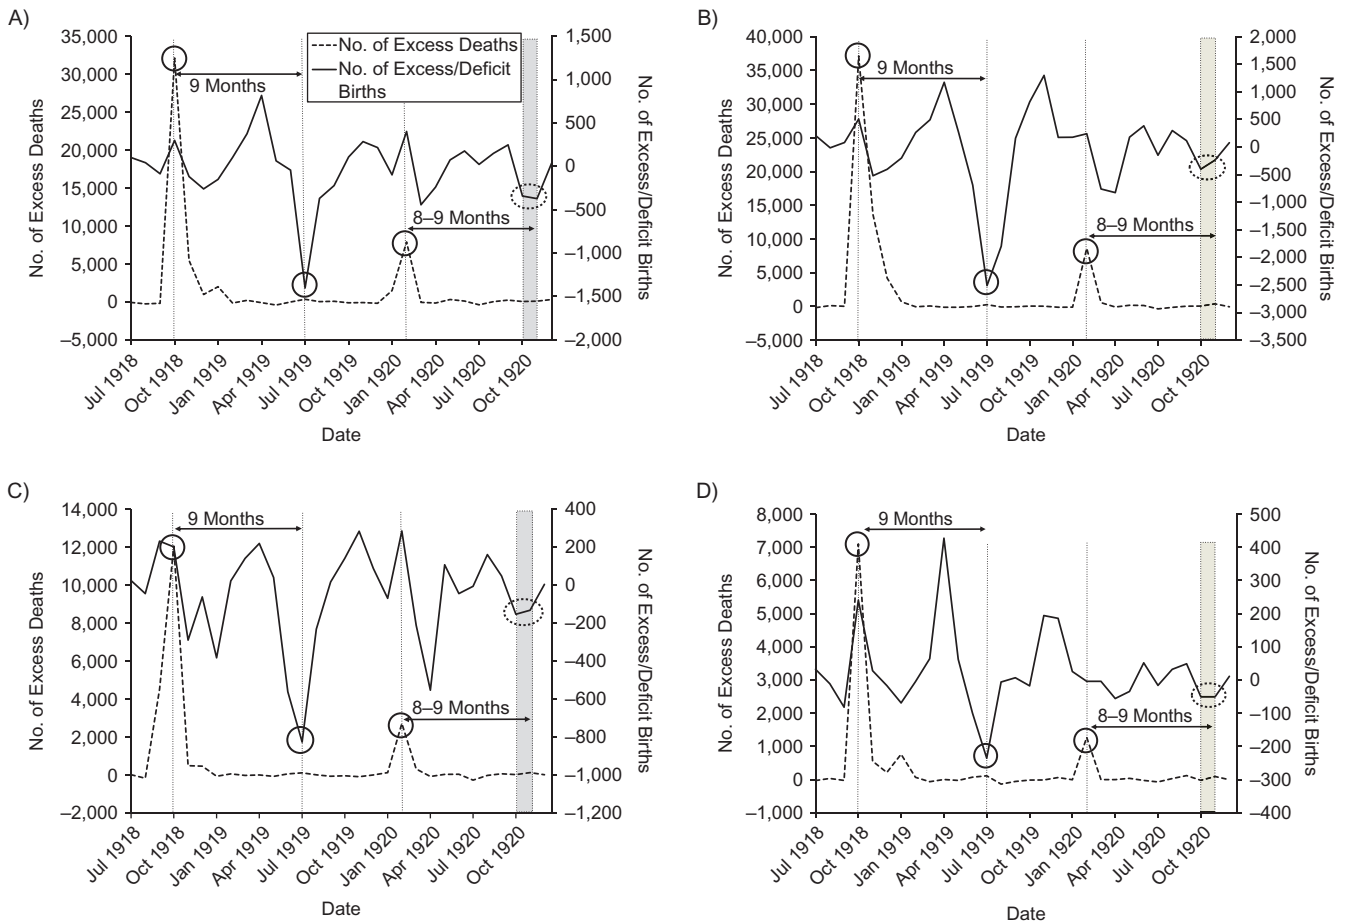 A)
35,000
30,000
25,000
20,000
15,000
10,000
5,000
0
–5,000
No. of Excess Deaths
1,500
1,000
500
0
–500
–1,000
–1,500
–2,000
No. of Excess/Deficit Births
No. of Excess Deaths
No. of Excess/Deficit
Births
9 Months
8–9 Months
Jul 1918
Oct 1918
Jan 1919
Apr 1919
Jul 1919
Oct 1919
Jan 1920
Apr 1920
Jul 1920
Oct 1920
Date
B)
40,000
35,000
30,000
25,000
20,000
15,000
10,000
5,000
0
–5,000
No. of Excess Deaths
2,000
1,500
1,000
500
0
–500
–1,000
–1,500
–2,000
–2,500
–3,000
–3,500
No. of Excess/Deficit Births
9 Months
8–9 Months
Jul 1918
Oct 1918
Jan 1919
Apr 1919
Jul 1919
Oct 1919
Jan 1920
Apr 1920
Jul 1920
Oct 1920
Date
C)
14,000
12,000
10,000
8,000
6,000
4,000
2,000
0
–2,000
No. of Excess Deaths
400
200
0
–200
–400
–600
–800
–1,000
–1,200
No. of Excess/Deficit Births
9 Months
8–9 Months
Jul 1918
Oct 1918
Jan 1919
Apr 1919
Jul 1919
Oct 1919
Jan 1920
Apr 1920
Jul 1920
Oct 1920
Date
D)
8,000
7,000
6,000
5,000
4,000
3,000
2,000
1,000
0
–1,000
No. of Excess Deaths
500
400
300
200
100
0
–100
–200
–300
–400
No. of Excess/Deficit Births
9 Months
8–9 Months
Jul 1918
Oct 1918
Jan 1919
Apr 1919
Jul 1919
Oct 1919
Jan 1920
Apr 1920
Jul 1920
Oct 1920
Date